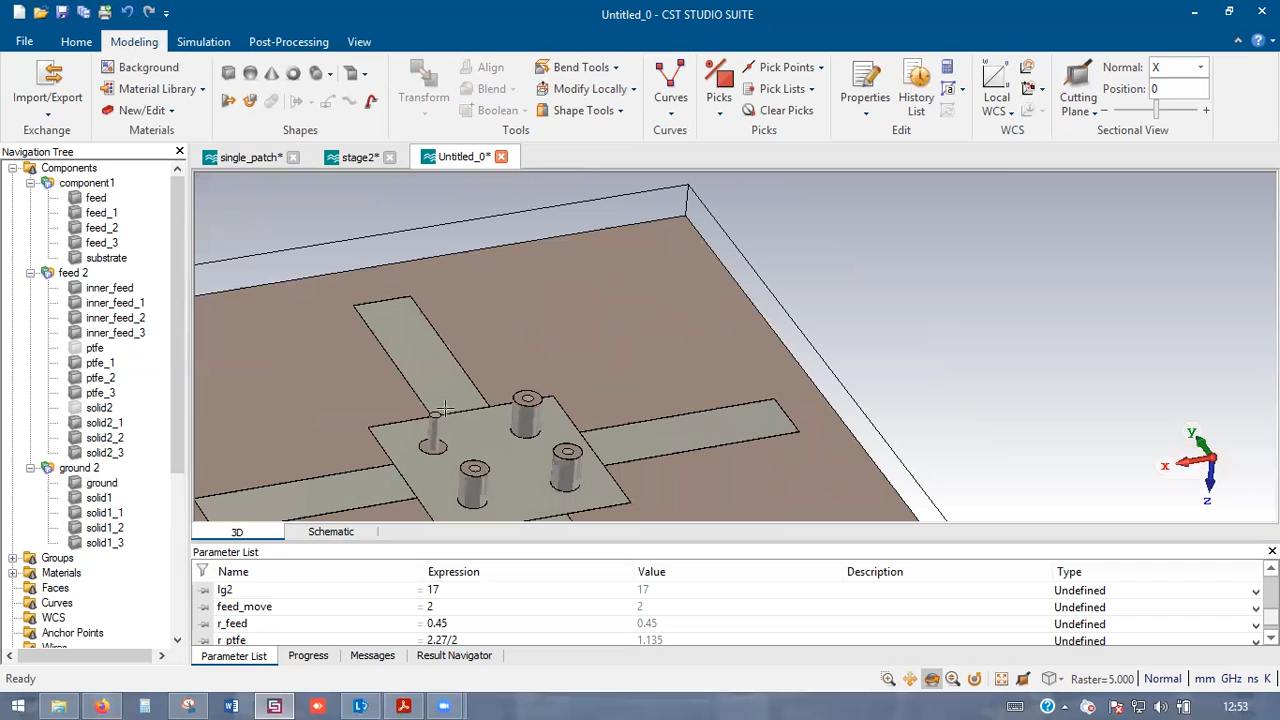 Untitled_0 - CST STUDIO SUITE
File Home Modeling Simulation Post-Processing View
Import/Export
Exchange
Background
Material Library
New/Edit
Materials
Shapes
Transform
Align
Blend
Boolean
Bend Tools
Modify Locally
Shape Tools
Tools
Curves
Curves
Picks
Pick Points
Pick Lists
Clear Picks
Picks
Properties
History List
Edit
Local WCS
WCS
Cutting Plane
Normal: X
Position: 0
Sectional View
Navigation Tree
single_patch*
stage2*
Untitled_0*
Components
component1
feed
feed_1
feed_2
feed_3
substrate
feed 2
inner_feed
inner_feed_1
inner_feed_2
inner_feed_3
ptfe
ptfe_1
ptfe_2
ptfe_3
solid2
solid2_1
solid2_2
solid2_3
ground 2
ground
solid1
solid1_1
solid1_2
solid1_3
Groups
Materials
Faces
Curves
WCS
Anchor Points
y
x
z
3D Schematic
Parameter List
Name Expression Value Description Type
lg2 = 17 17 Undefined
feed_move = 2 2 Undefined
r_feed = 0.45 0.45 Undefined
r_ptfe = 2.27/2 1.135 Undefined
Parameter List Progress Messages Result Navigator
Ready
Raster=5.000 Normal mm GHz ns K
12:53